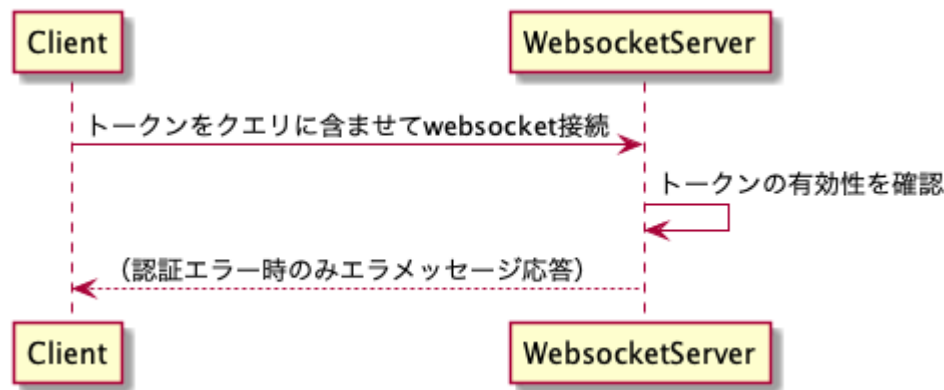 Client
WebsocketServer
トークンをクエリに含ませてwebsocket接続
トークンの有効性を確認
（認証エラー時のみエラメッセージ応答）
Client
WebsocketServer